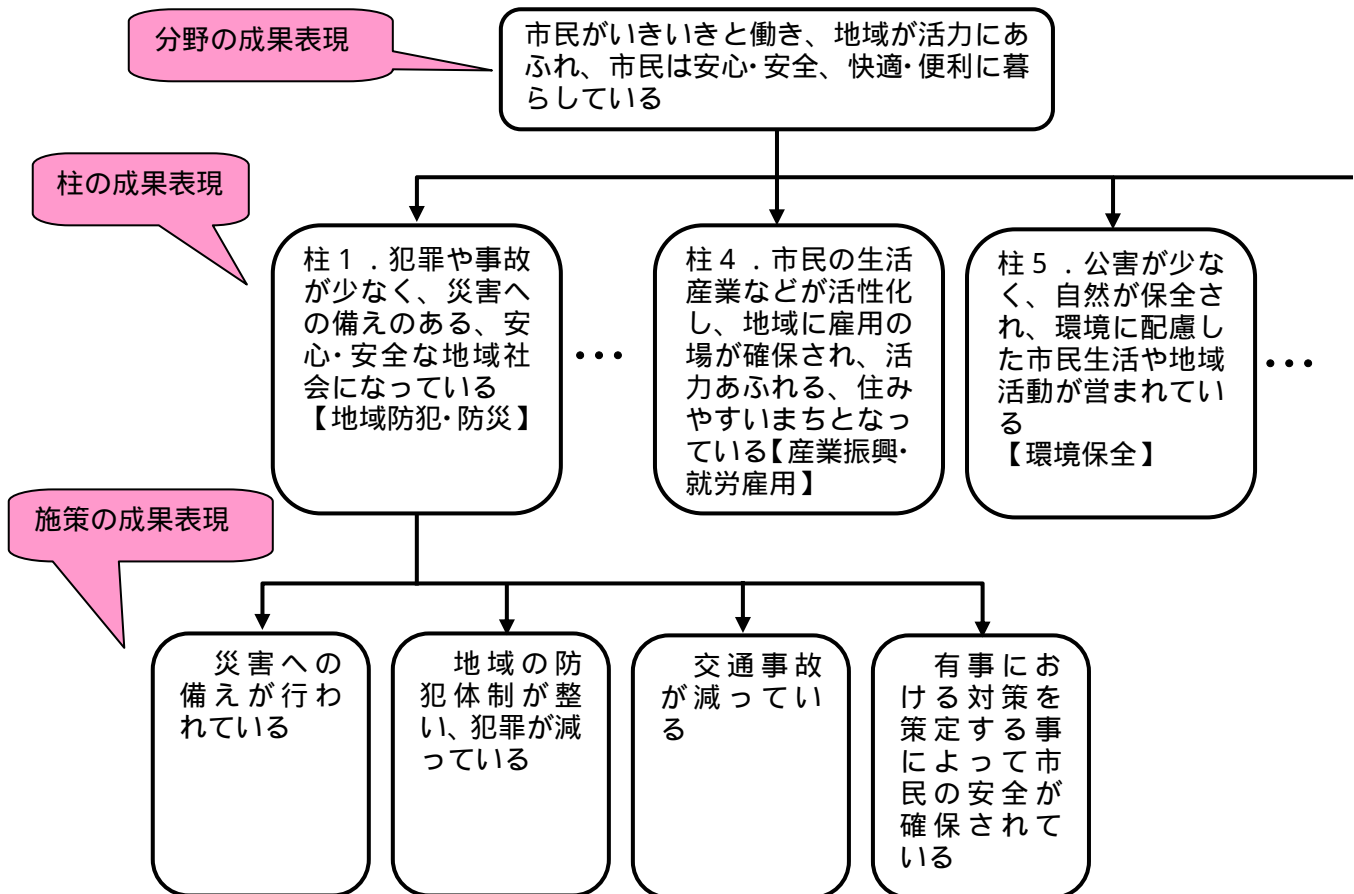 分野の成果表現
市民がいきいきと働き、地域が活力にあ
ふれ、市民は安心・安全、快適・便利に暮
らしている
柱の成果表現
柱１．犯罪や事故
が少なく、災害へ
の備えのある、安
心・安全な地域社
会になっている
【地域防犯・防災】
・・・
柱４．市民の生活
産業などが活性化
し、地域に雇用の
場が確保され、活
力あふれる、住み
やすいまちとなっ
ている【産業振興・
就労雇用】
柱５．公害が少な
く、自然が保全さ
れ、環境に配慮し
た市民生活や地域
活動が営まれてい
る
【環境保全】
・・・
施策の成果表現
災害への
備えが行わ
れている
地域の防
犯体制が整
い、犯罪が減
っている
交通事故
が減ってい
る
有事にお
ける対策を
策定する事
によって市
民の安全が
確保されて
いる